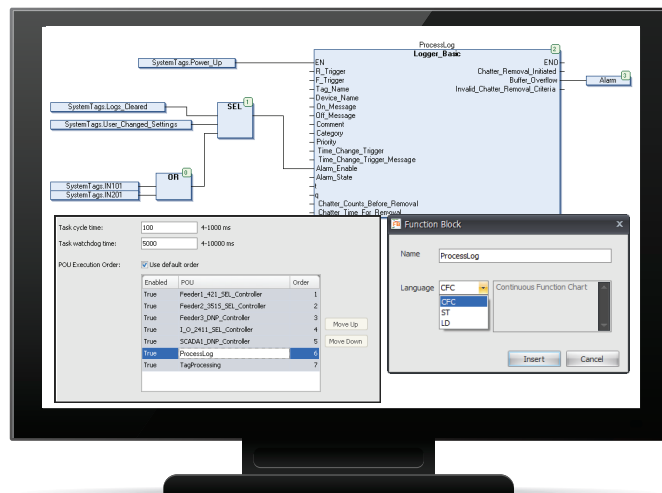 ProcessLog
2
Logger_Basic
SystemTags.Power_Up
EN
ENO
R_Trigger
Chatter_Removal_Initiated
F_Trigger
Buffer_Overflow
Alarm
3
Tag_Name
Invalid_Chatter_Removal_Criteria
Device_Name
SystemTags.Logs_Cleared
SEL
1
On_Message
Off_Message
SystemTags.User_Changed_Settings
Comment
Category
Priority
Time_Change_Trigger
Time_Change_Trigger_Message
OR
0
Alarm_Enable
Alarm_State
SystemTags.IN101
t
SystemTags.IN201
q
Chatter_Counts_Before_Removal
Chatter_Time_For_Removal
Task cycle time:
100
4-1000 ms
Task watchdog time:
5000
4-10000 ms
POU Execution Order:
Use default order
Enabled POU Order
True Feeder1_421_SEL_Controller 1
True Feeder2_351S_SEL_Controller 2
True Feeder3_DNP_Controller 3
True I_O_2411_SEL_Controller 4
True SCADA1_DNP_Controller 5
True ProcessLog 6
True TagProcessing 7
Move Up
Move Down
Function Block
x
Name
ProcessLog
Language
CFC
Continuous Function Chart
CFC
ST
LD
Insert
Cancel